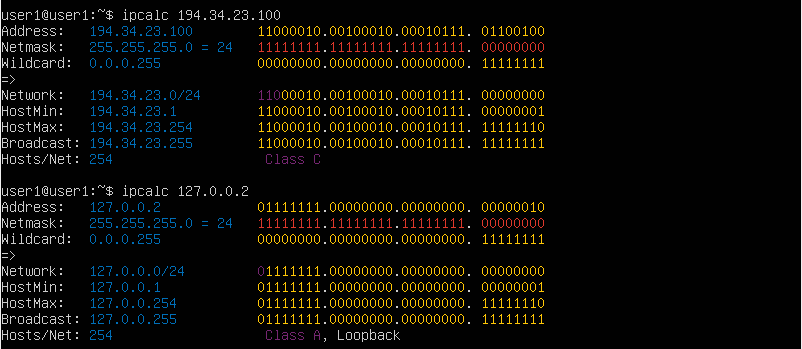 user1@user1:~$ ipcalc 194.34.23.100
Address:   194.34.23.100        11000010.00100010.00010111. 01100100
Netmask:   255.255.255.0 = 24   11111111.11111111.11111111. 00000000
Wildcard:  0.0.0.255            00000000.00000000.00000000. 11111111
=>
Network:   194.34.23.0/24       11000010.00100010.00010111. 00000000
HostMin:   194.34.23.1          11000010.00100010.00010111. 00000001
HostMax:   194.34.23.254        11000010.00100010.00010111. 11111110
Broadcast: 194.34.23.255        11000010.00100010.00010111. 11111111
Hosts/Net: 254                   Class C
user1@user1:~$ ipcalc 127.0.0.2
Address:   127.0.0.2            01111111.00000000.00000000. 00000010
Netmask:   255.255.255.0 = 24   11111111.11111111.11111111. 00000000
Wildcard:  0.0.0.255            00000000.00000000.00000000. 11111111
=>
Network:   127.0.0.0/24         01111111.00000000.00000000. 00000000
HostMin:   127.0.0.1            01111111.00000000.00000000. 00000001
HostMax:   127.0.0.254          01111111.00000000.00000000. 11111110
Broadcast: 127.0.0.255          01111111.00000000.00000000. 11111111
Hosts/Net: 254                   Class A, Loopback